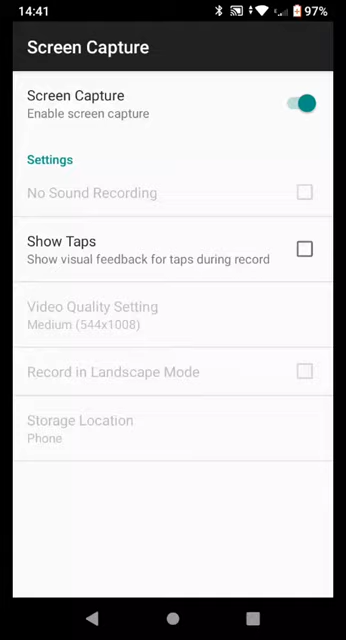 14:41
97%
Screen Capture
Screen Capture
Enable screen capture
Settings
No Sound Recording
Show Taps
Show visual feedback for taps during record
Video Quality Setting
Medium (544x1008)
Record in Landscape Mode
Storage Location
Phone